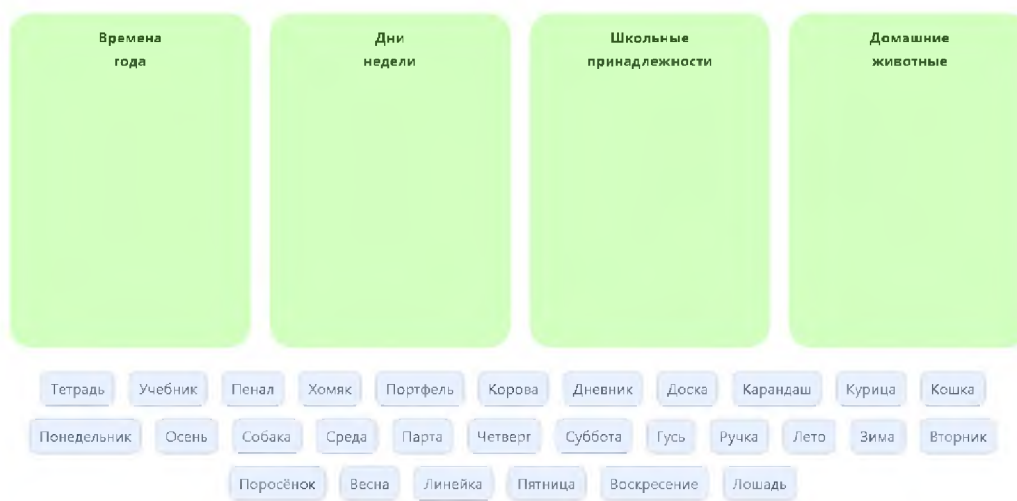 Времена
года
Дни
недели
Школьные
принадлежности
Домашние
животные
Тетрадь Учебник Пенал Хомяк Портфель Корова Дневник Доска Карандаш Курица Кошка
Понедельник Осень Собака Среда Парта Четверг Суббота Гусь Ручка Лето Зима Вторник
Поросёнок Весна Линейка Пятница Воскресение Лошадь